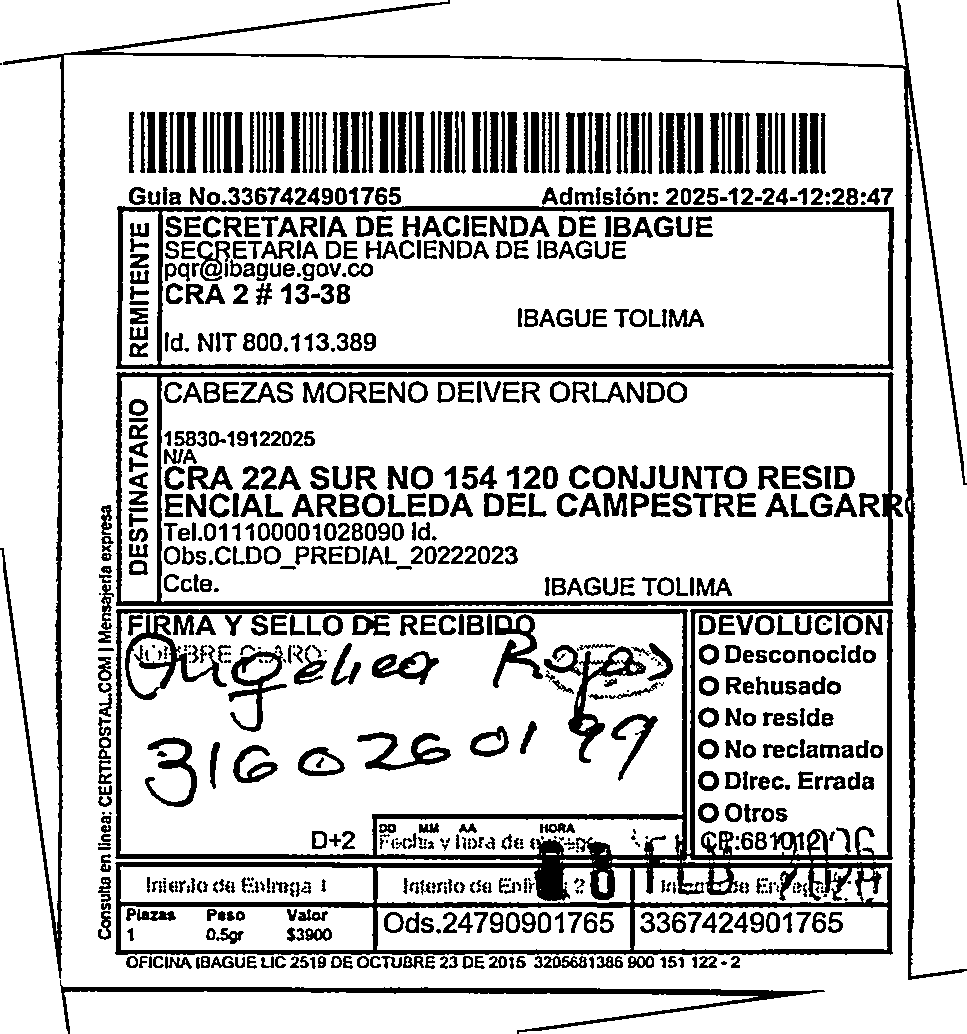 Guia No.3367424901765 Admisión: 2025-12-24-12:28:47
REMITENTE
SECRETARIA DE HACIENDA DE IBAGUE
SECRETARIA DE HACIENDA DE IBAGUE
pqr@ibague.gov.co
CRA 2 # 13-38
IBAGUE TOLIMA
Id. NIT 800.113.389
DESTINATARIO
CABEZAS MORENO DEIVER ORLANDO
15830-19122025
N/A
CRA 22A SUR NO 154 120 CONJUNTO RESID
ENCIAL ARBOLEDA DEL CAMPESTRE ALGARR
Tel.011100001028090 Id.
Obs.CLDO_PREDIAL_20222023
Ccte. IBAGUE TOLIMA
Consulta en linea: CERTIPOSTAL.COM | Mensajeria expresa
FIRMA Y SELLO DE RECIBIDO
NOMBRE CLARO:
Angelica Rojas
3160260199
DEVOLUCION
Desconocido
Rehusado
No reside
No reclamado
Direc. Errada
Otros
D+2
DD MM AA HORA
Fecha y hora de entrega
FEB 2026
Intento de Entrega 1 Intento de 2 Intento de Entrega
Piezas Peso Valor
1 0.5gr $3900
Ods.24790901765 3367424901765
OFICINA IBAGUE LIC 2519 DE OCTUBRE 23 DE 2015 3205681386 900 151 122 - 2